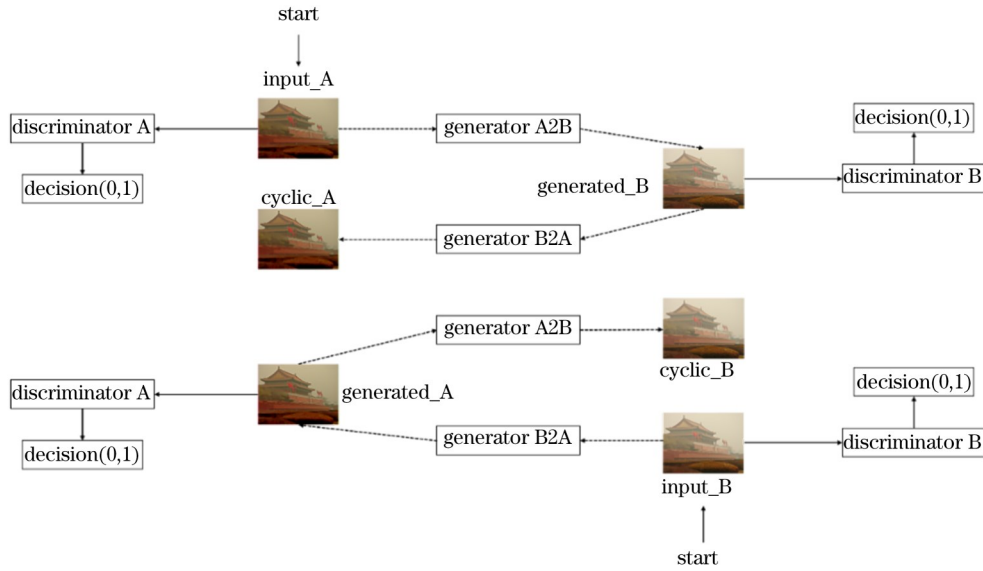 start
input_A
discriminator A
generator A2B
decision(0,1)
decision(0,1)
generated_B
discriminator B
cyclic_A
generator B2A
generator A2B
cyclic_B
discriminator A
generated_A
decision(0,1)
decision(0,1)
generator B2A
discriminator B
input_B
start